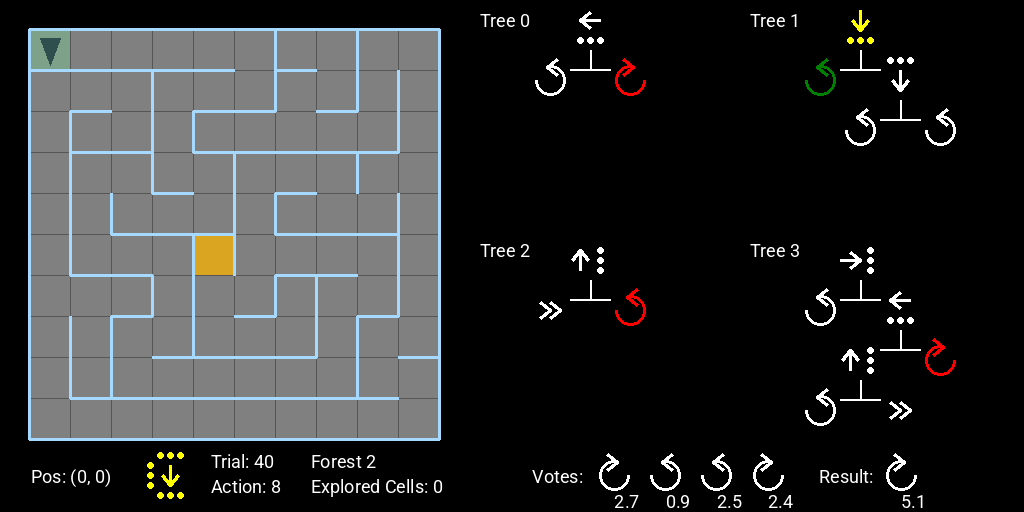 Tree 0
Tree 1
Tree 2
Tree 3
Pos: (0, 0)
Trial: 40
Forest 2
Action: 8
Explored Cells: 0
Votes:
2.7
0.9
2.5
2.4
Result:
5.1